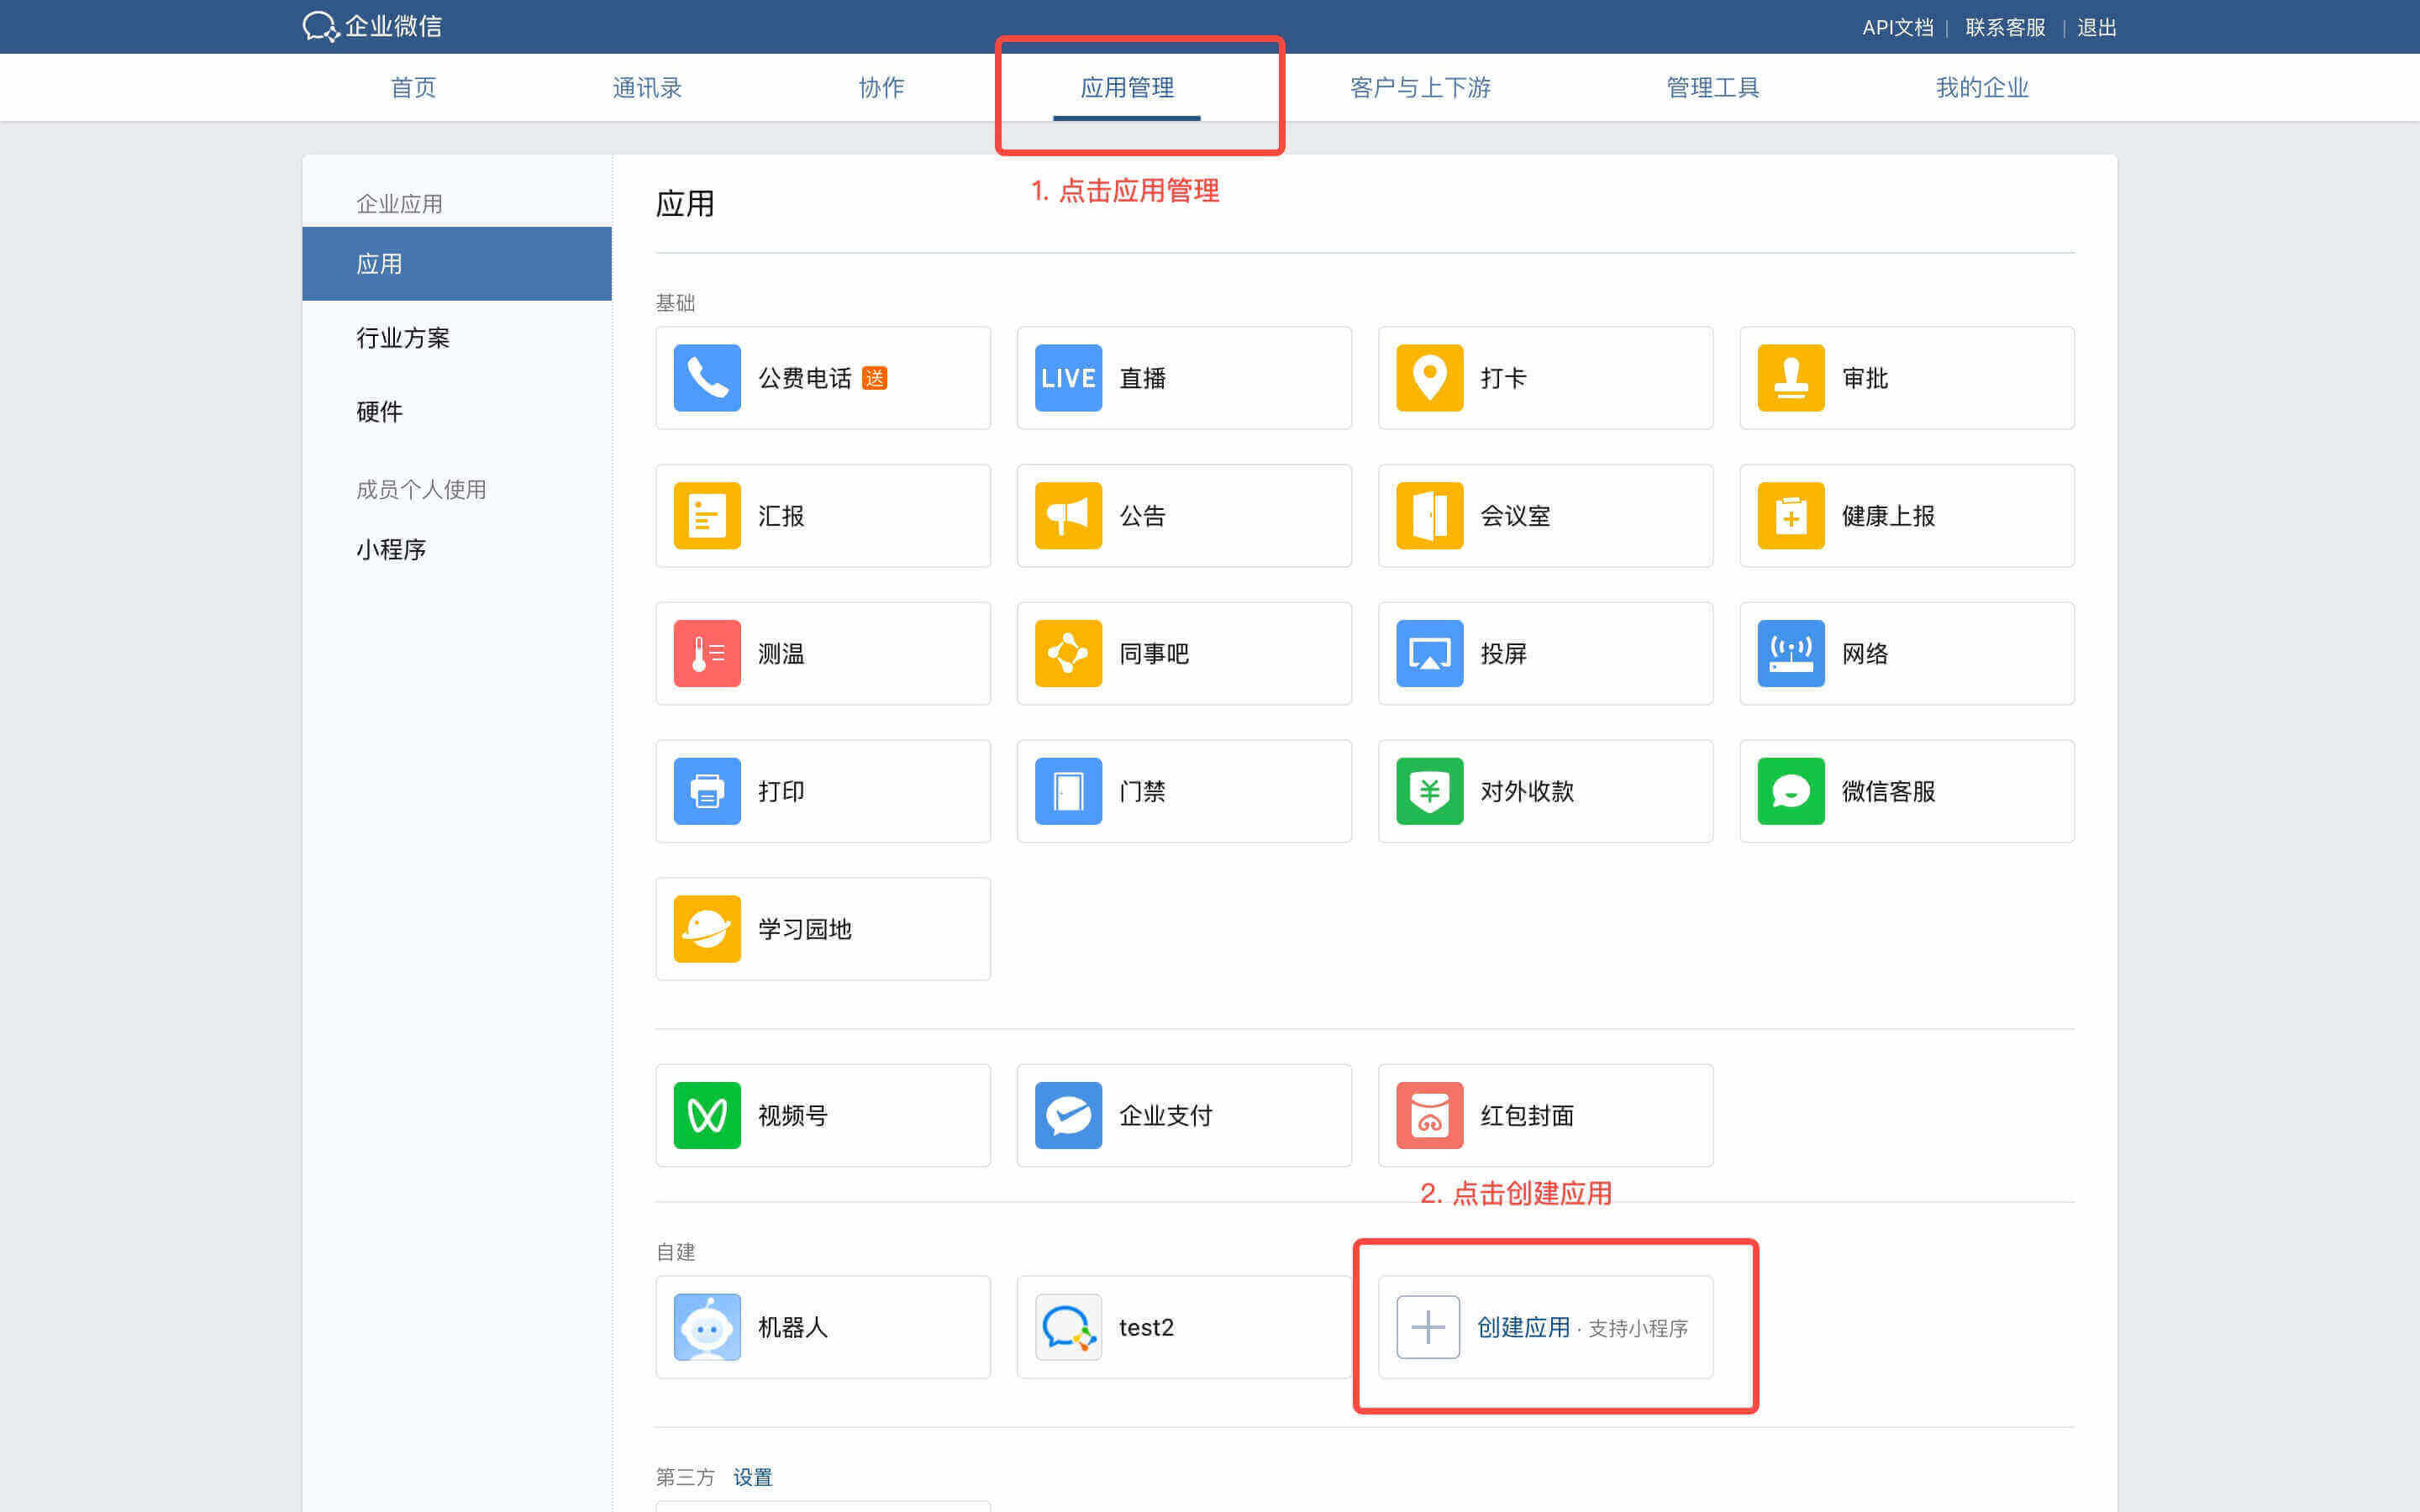 企业微信
API文档 | 联系客服 | 退出
首页 通讯录 协作 应用管理 客户与上下游 管理工具 我的企业
1. 点击应用管理
企业应用
应用
行业方案
硬件
成员个人使用
小程序
应用
基础
公费电话 送
LIVE 直播
打卡
审批
汇报
公告
会议室
健康上报
测温
同事吧
投屏
网络
打印
门禁
对外收款
微信客服
学习园地
视频号
企业支付
红包封面
2. 点击创建应用
自建
机器人
test2
创建应用 · 支持小程序
第三方 设置